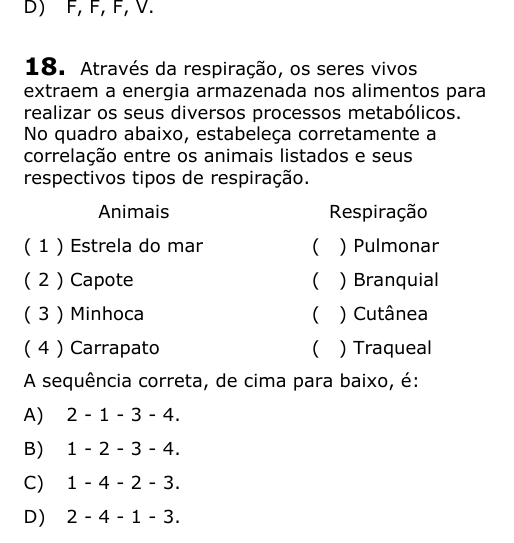 D) F, F, F, V.
18. Através da respiração, os seres vivos
extraem a energia armazenada nos alimentos para
realizar os seus diversos processos metabólicos.
No quadro abaixo, estabeleça corretamente a
correlação entre os animais listados e seus
respectivos tipos de respiração.
Animais Respiração
( 1 ) Estrela do mar ( ) Pulmonar
( 2 ) Capote ( ) Branquial
( 3 ) Minhoca ( ) Cutânea
( 4 ) Carrapato ( ) Traqueal
A sequência correta, de cima para baixo, é:
A) 2 - 1 - 3 - 4.
B) 1 - 2 - 3 - 4.
C) 1 - 4 - 2 - 3.
D) 2 - 4 - 1 - 3.